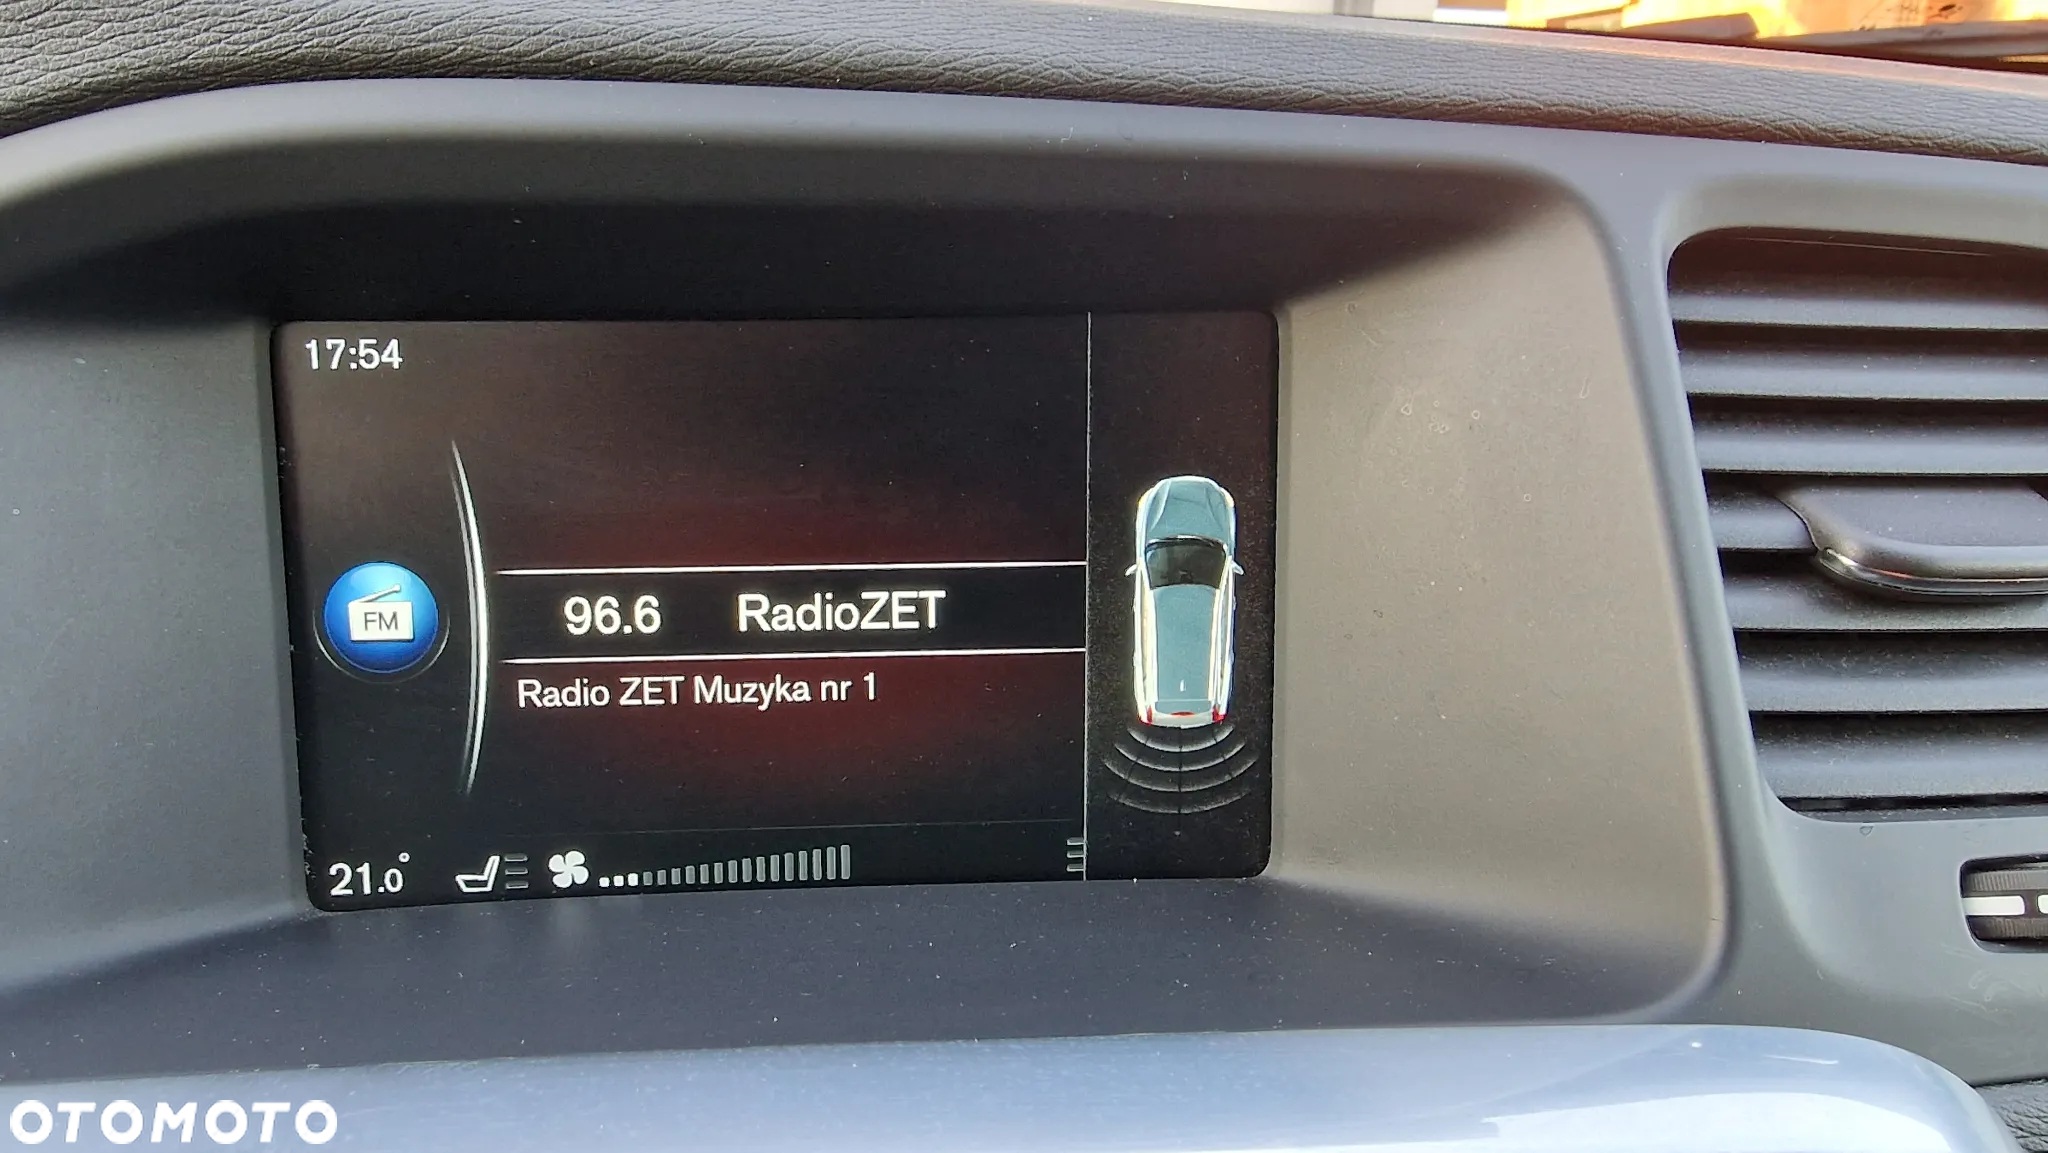 17:54
FM
96.6 RadioZET
Radio ZET Muzyka nr 1
21.0°
OTOMOTO